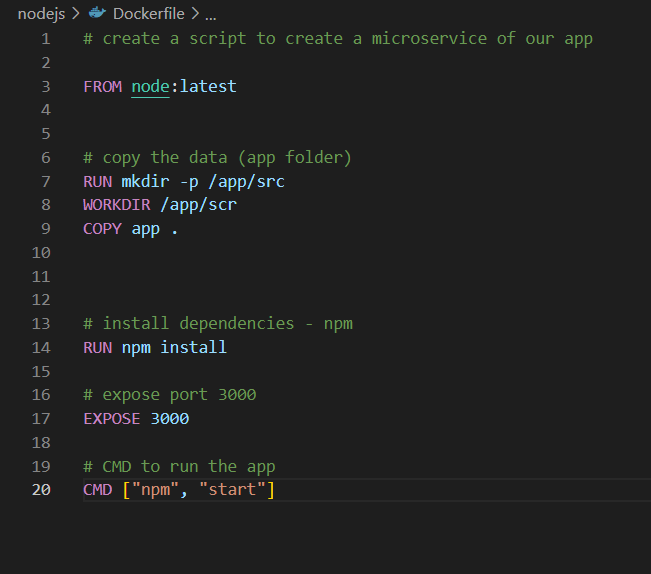 nodejs > Dockerfile > ...
1 # create a script to create a microservice of our app
2
3 FROM node:latest
4
5
6 # copy the data (app folder)
7 RUN mkdir -p /app/src
8 WORKDIR /app/scr
9 COPY app .
10
11
12
13 # install dependencies - npm
14 RUN npm install
15
16 # expose port 3000
17 EXPOSE 3000
18
19 # CMD to run the app
20 CMD ["npm", "start"]